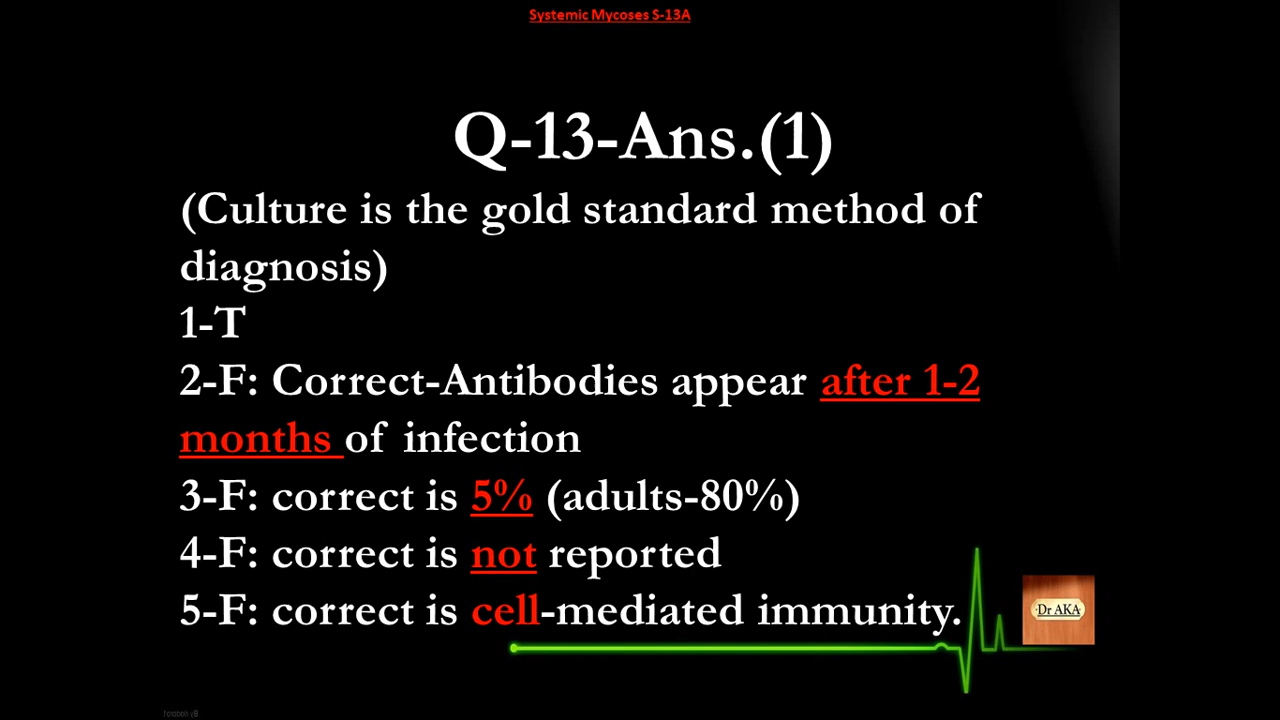 Systemic Mycoses S-13A
Q-13-Ans.(1)
(Culture is the gold standard method of
diagnosis)
1-T
2-F: Correct-Antibodies appear after 1-2
months of infection
3-F: correct is 5% (adults-80%)
4-F: correct is not reported
5-F: correct is cell-mediated immunity.
Dr AKA